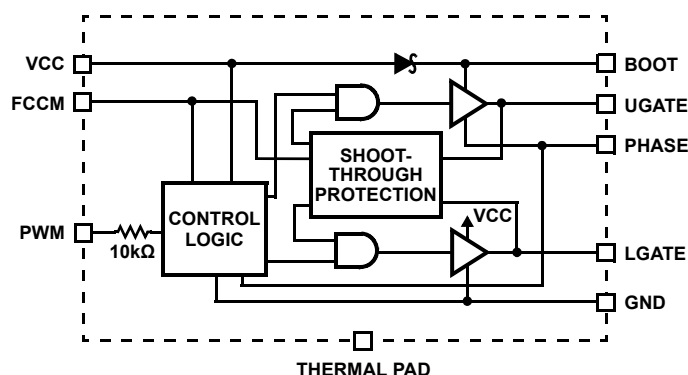 VCC
BOOT
FCCM
UGATE
PHASE
SHOOT-
THROUGH
PROTECTION
VCC
PWM
10kΩ
CONTROL
LOGIC
LGATE
GND
THERMAL PAD